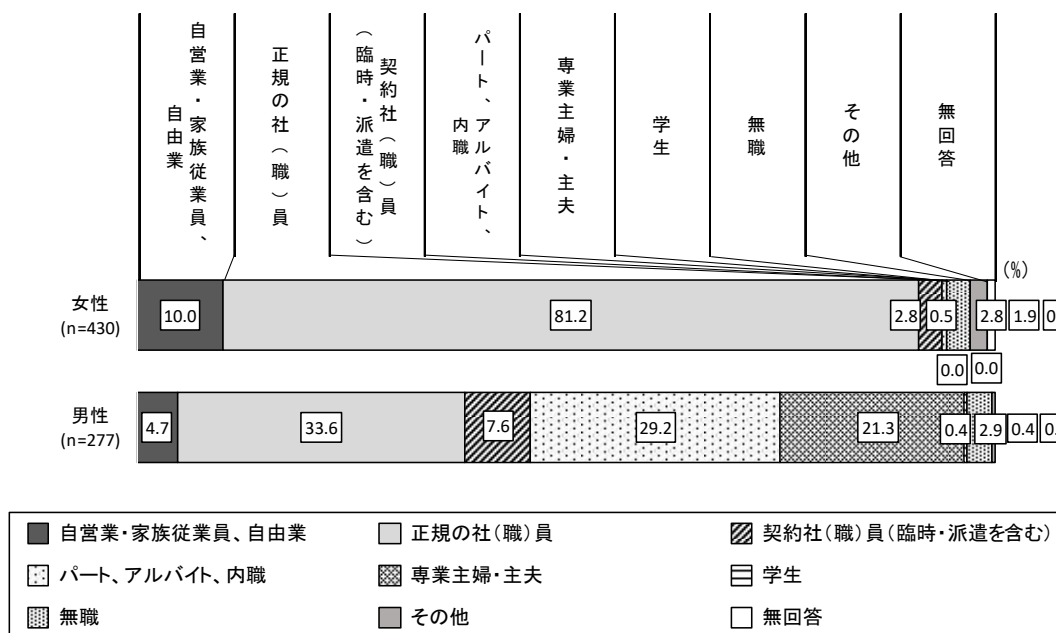 自営業・家族従業員、
自由業
正規の社（職）員
契約社（職）員
（臨時・派遣を含む）
パート、アルバイト、
内職
専業主婦・主夫
学生
無職
その他
無回答
(%)
女性
(n=430)
10.0
81.2
2.8
0.5
2.8
1.9
0.0
0.0
男性
(n=277)
4.7
33.6
7.6
29.2
21.3
0.4
2.9
0.4
自営業・家族従業員、自由業
正規の社（職）員
契約社（職）員（臨時・派遣を含む）
パート、アルバイト、内職
専業主婦・主夫
学生
無職
その他
無回答